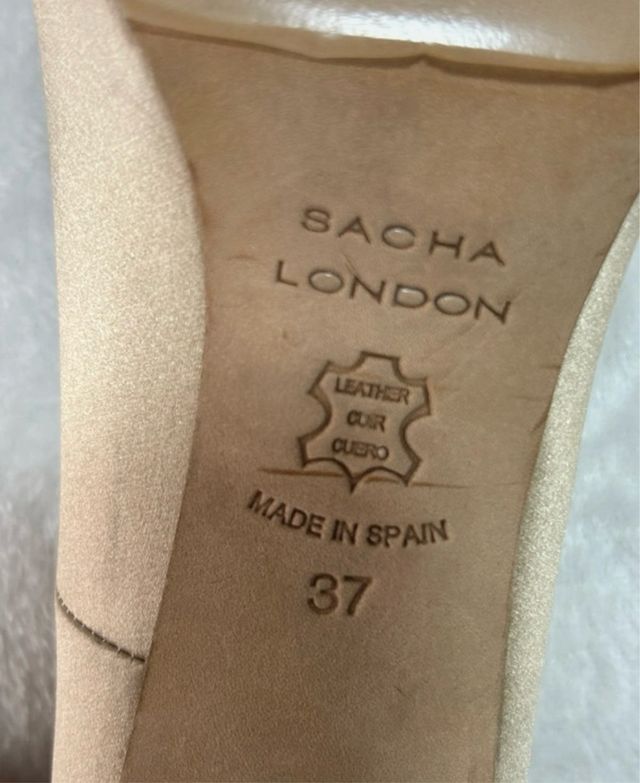 SACHA
LONDON
LEATHER
CUIR
CUERO
MADE IN SPAIN
37